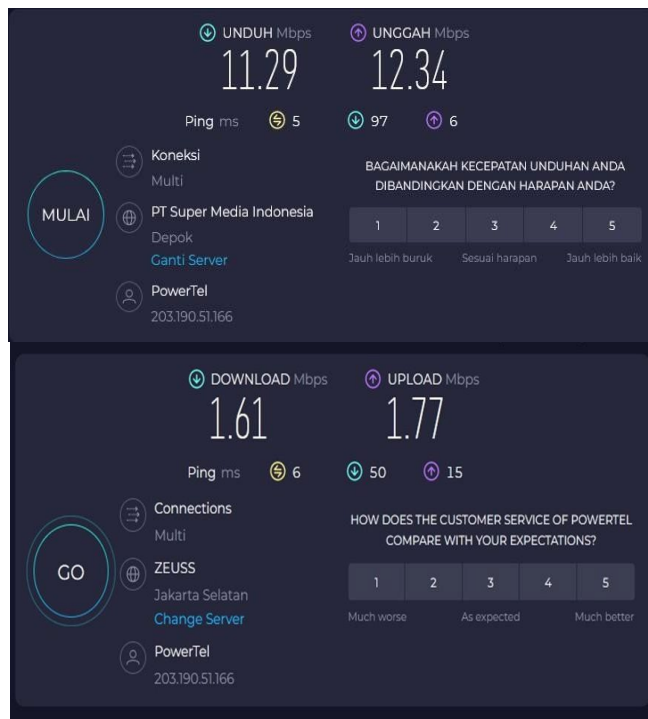 UNDUH Mbps UNGGAH Mbps
11.29 12.34
Ping ms 5 97 6
Koneksi
Multi
BAGAIMANAKAH KECEPATAN UNDUHAN ANDA
DIBANDINGKAN DENGAN HARAPAN ANDA?
MULAI
PT Super Media Indonesia
Depok
Ganti Server
1 2 3 4 5
Jauh lebih buruk Sesuai harapan Jauh lebih baik
PowerTel
203.190.51.166
DOWNLOAD Mbps UPLOAD Mbps
1.61 1.77
Ping ms 6 50 15
Connections
Multi
HOW DOES THE CUSTOMER SERVICE OF POWERTEL
COMPARE WITH YOUR EXPECTATIONS?
GO
ZEUSS
Jakarta Selatan
Change Server
1 2 3 4 5
Much worse As expected Much better
PowerTel
203.190.51.166